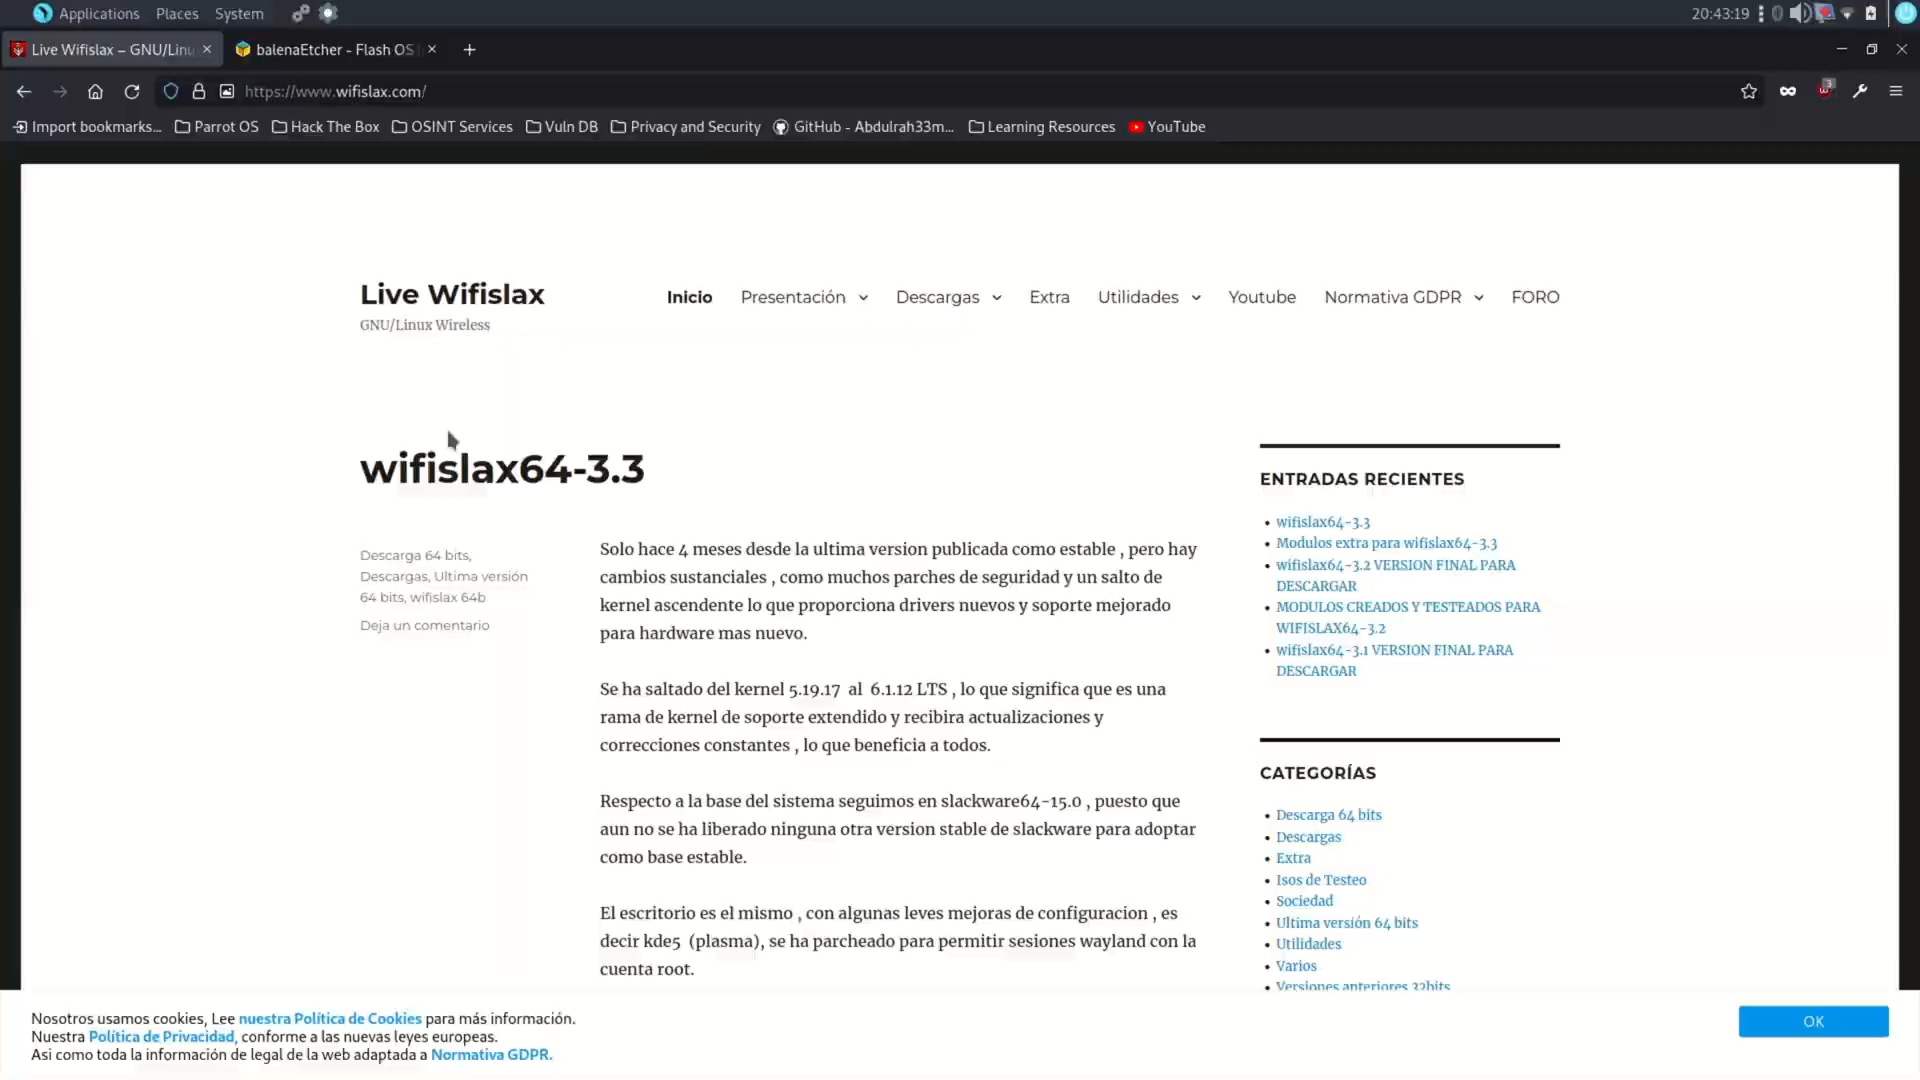 Applications Places System 20:43:19
Live Wifislax – GNU/Linu balenaEtcher - Flash OS
https://www.wifislax.com/ 3
Import bookmarks... Parrot OS Hack The Box OSINT Services Vuln DB Privacy and Security GitHub - Abdulrah33m... Learning Resources YouTube
Live Wifislax
GNU/Linux Wireless
Inicio Presentación Descargas Extra Utilidades Youtube Normativa GDPR FORO
wifislax64-3.3
Descarga 64 bits,
Descargas, Ultima versión
64 bits, wifislax 64b
Deja un comentario
Solo hace 4 meses desde la ultima version publicada como estable , pero hay
cambios sustanciales , como muchos parches de seguridad y un salto de
kernel ascendente lo que proporciona drivers nuevos y soporte mejorado
para hardware mas nuevo.
Se ha saltado del kernel 5.19.17 al 6.1.12 LTS , lo que significa que es una
rama de kernel de soporte extendido y recibira actualizaciones y
correcciones constantes , lo que beneficia a todos.
Respecto a la base del sistema seguimos en slackware64-15.0 , puesto que
aun no se ha liberado ninguna otra version stable de slackware para adoptar
como base estable.
El escritorio es el mismo , con algunas leves mejoras de configuracion , es
decir kde5 (plasma), se ha parcheado para permitir sesiones wayland con la
cuenta root.
ENTRADAS RECIENTES
wifislax64-3.3
Modulos extra para wifislax64-3.3
wifislax64-3.2 VERSION FINAL PARA
DESCARGAR
MODULOS CREADOS Y TESTEADOS PARA
WIFISLAX64-3.2
wifislax64-3.1 VERSION FINAL PARA
DESCARGAR
CATEGORÍAS
Descarga 64 bits
Descargas
Extra
Isos de Testeo
Sociedad
Ultima versión 64 bits
Utilidades
Varios
Versiones anteriores 32bits
Nosotros usamos cookies, Lee nuestra Política de Cookies para más información.
Nuestra Política de Privacidad, conforme a las nuevas leyes europeas.
Asi como toda la información de legal de la web adaptada a Normativa GDPR.
OK